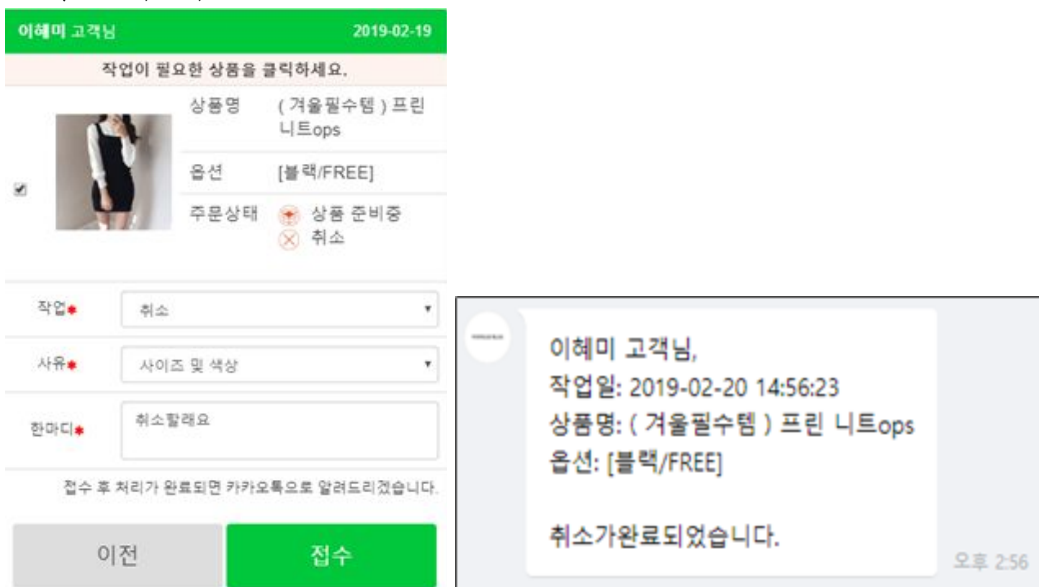 이혜미 고객님 2019-02-19
작업이 필요한 상품을 클릭하세요.
상품명 ( 겨울필수템 ) 프린
니트ops
옵션 [블랙/FREE]
주문상태 상품 준비중
취소
작업* 취소
사유* 사이즈 및 색상
한마디* 취소할래요
접수 후 처리가 완료되면 카카오톡으로 알려드리겠습니다.
이전 접수
이혜미 고객님,
작업일: 2019-02-20 14:56:23
상품명: ( 겨울필수템 ) 프린 니트ops
옵션: [블랙/FREE]
취소가완료되었습니다.
오후 2:56